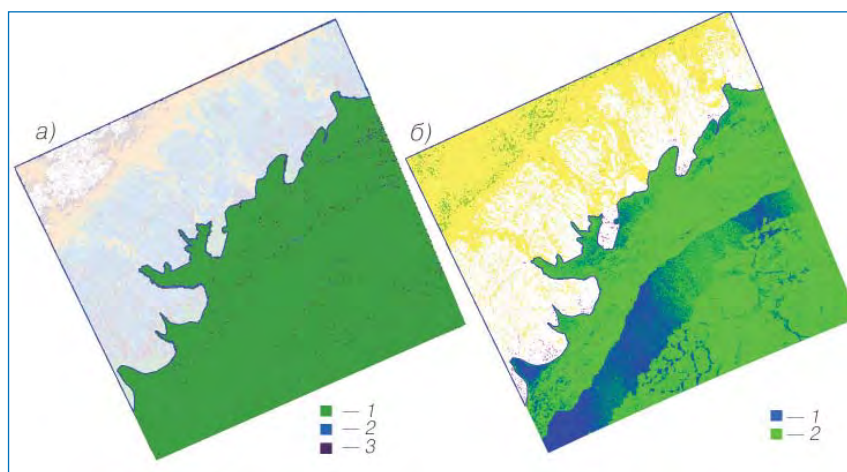 а)
б)
— 1
— 2
— 3
— 1
— 2